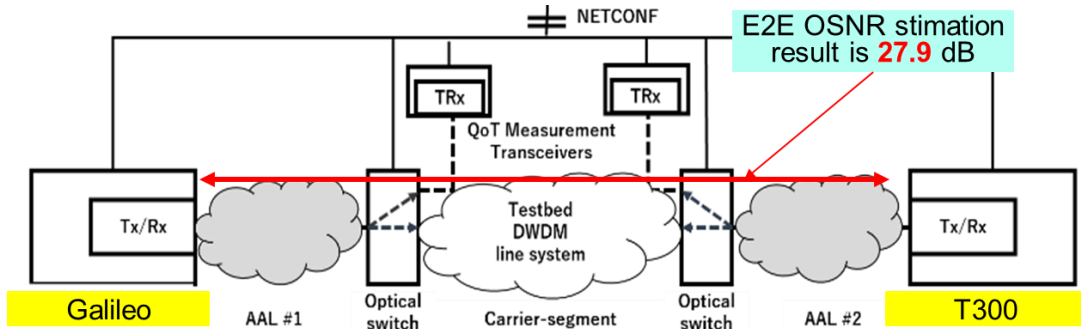 NETCONF
E2E OSNR stimation
result is 27.9 dB
TRx
TRx
QoT Measurement
Transceivers
Tx/Rx
Testbed
DWDM
line system
Tx/Rx
Galileo
AAL #1
Optical
switch
Carrier-segment
Optical
switch
AAL #2
T300